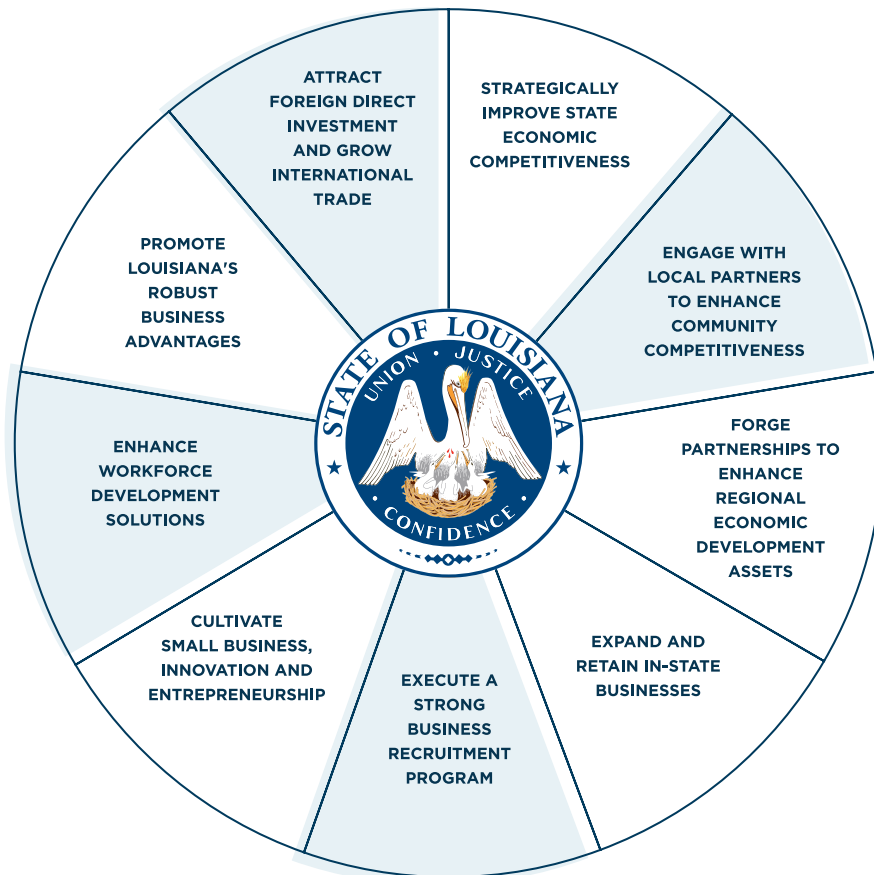 ATTRACT
FOREIGN DIRECT
INVESTMENT
AND GROW
INTERNATIONAL
TRADE
STRATEGICALLY
IMPROVE STATE
ECONOMIC
COMPETITIVENESS
ENGAGE WITH
LOCAL PARTNERS
TO ENHANCE
COMMUNITY
COMPETITIVENESS
FORGE
PARTNERSHIPS TO
ENHANCE
REGIONAL
ECONOMIC
DEVELOPMENT
ASSETS
EXPAND AND
RETAIN IN-STATE
BUSINESSES
EXECUTE A
STRONG
BUSINESS
RECRUITMENT
PROGRAM
CULTIVATE
SMALL BUSINESS,
INNOVATION AND
ENTREPRENEURSHIP
ENHANCE
WORKFORCE
DEVELOPMENT
SOLUTIONS
PROMOTE
LOUISIANA'S
ROBUST
BUSINESS
ADVANTAGES
STATE OF LOUISIANA
UNION · JUSTICE
· CONFIDENCE ·